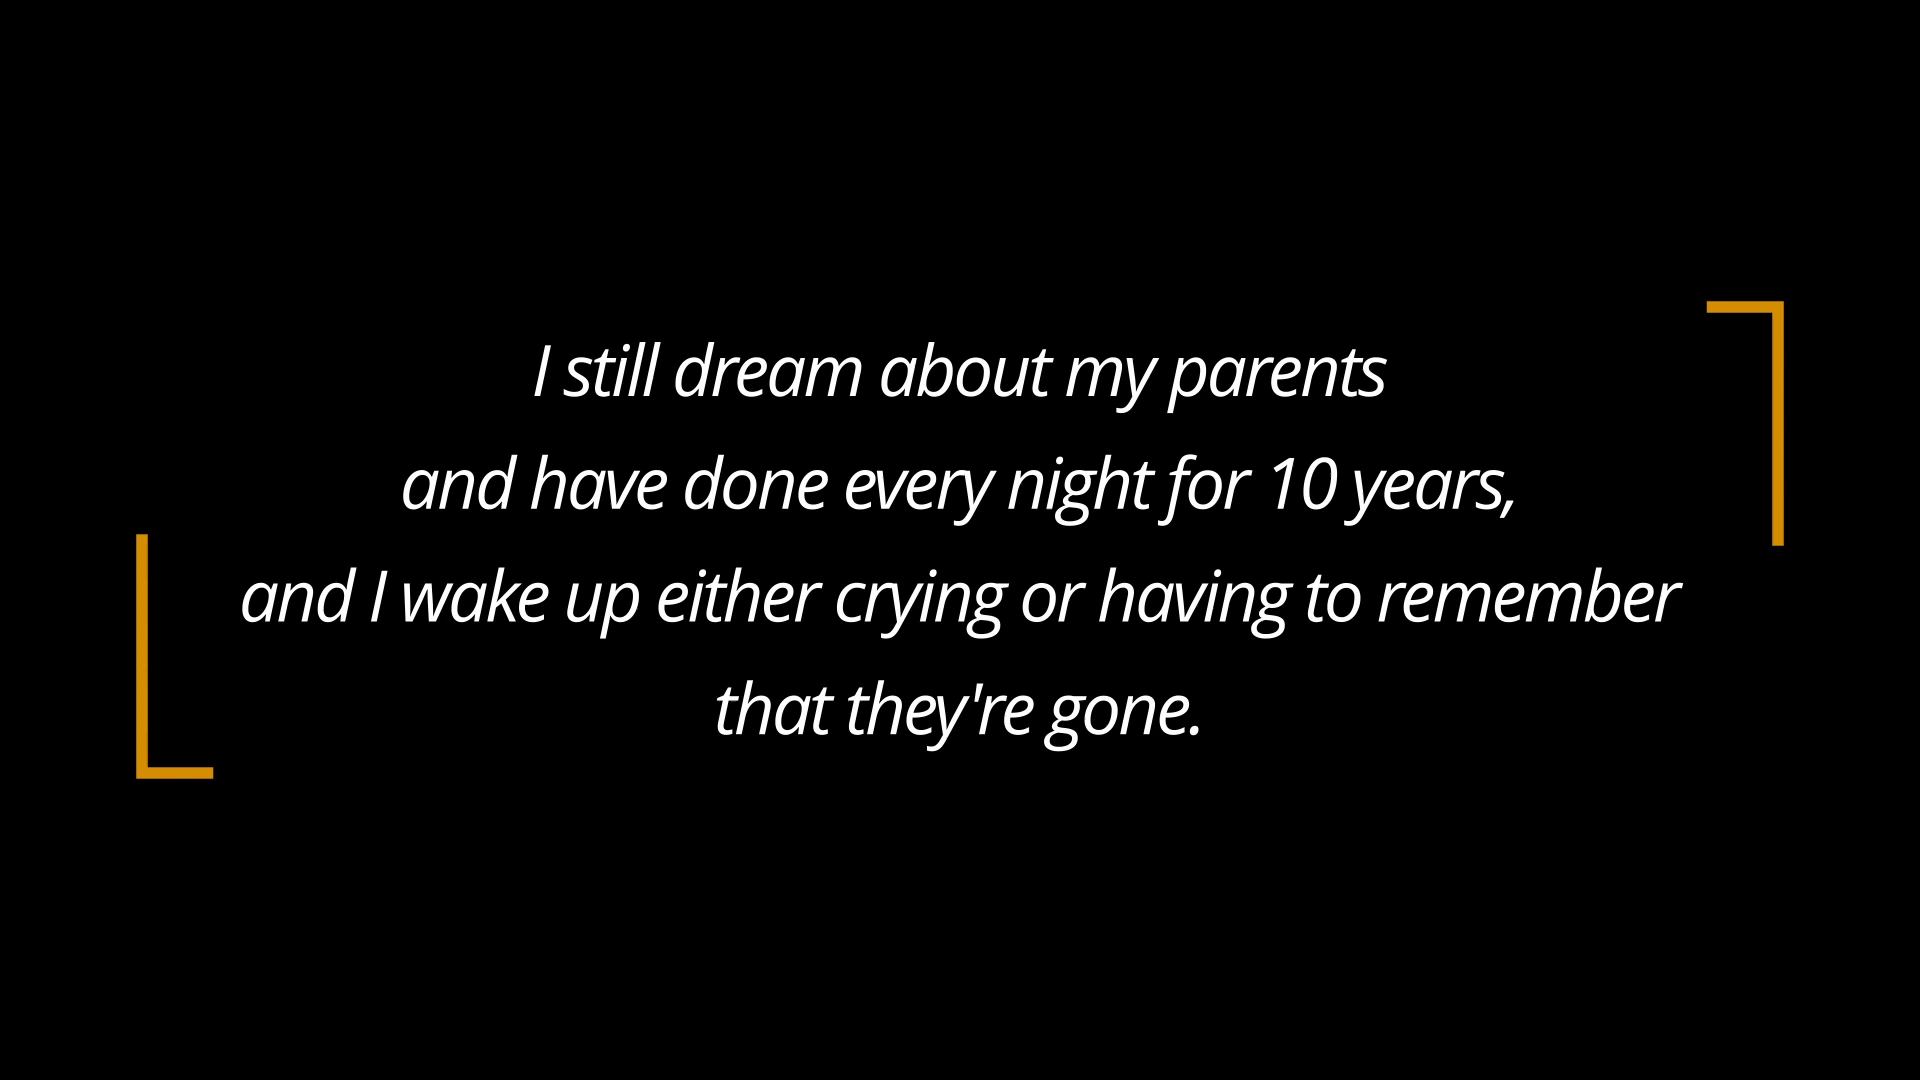 I still dream about my parents
and have done every night for 10 years,
and I wake up either crying or having to remember
that they're gone.